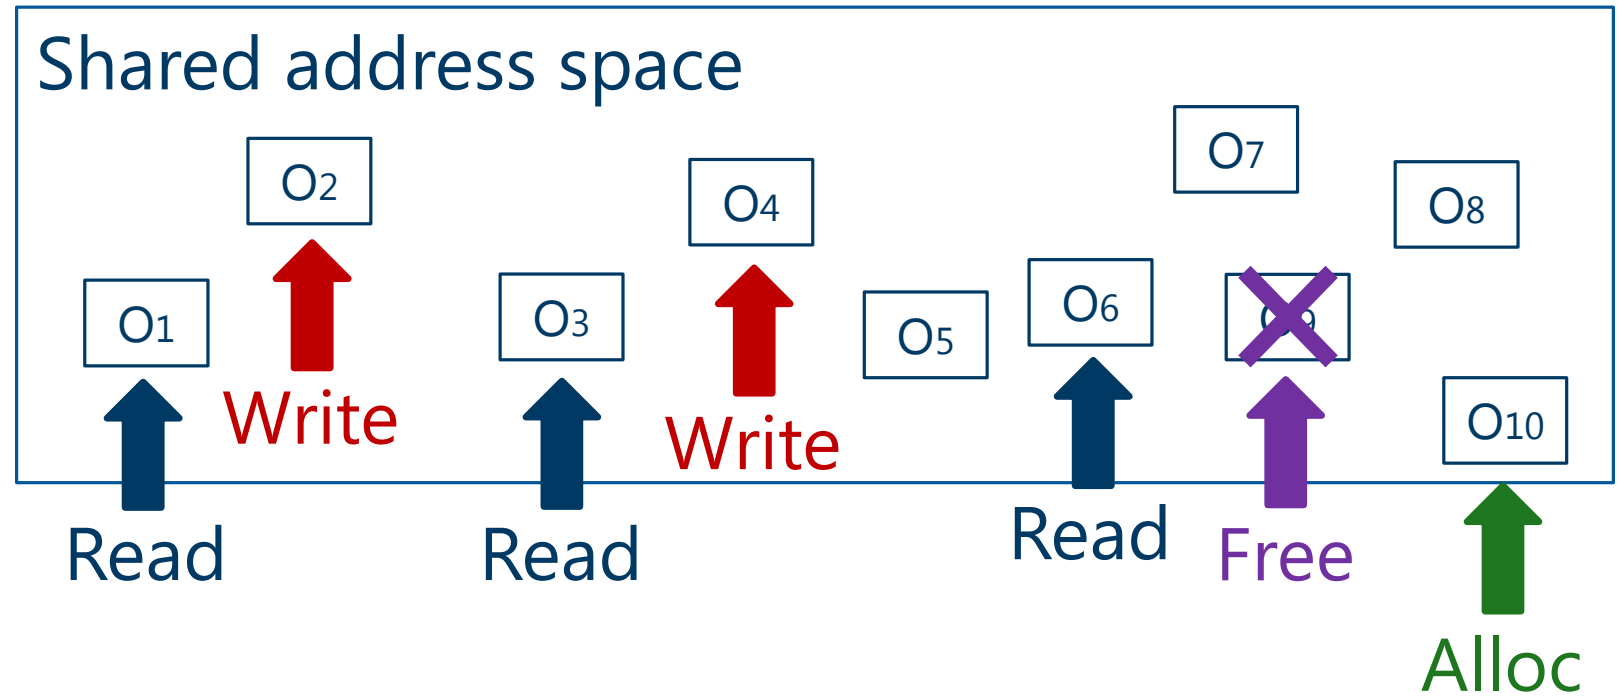 Shared address space
O7
O2
O8
O4
O6
O1
O3
O9
O5
O10
Write
Write
Read
Read
Read
Free
Alloc